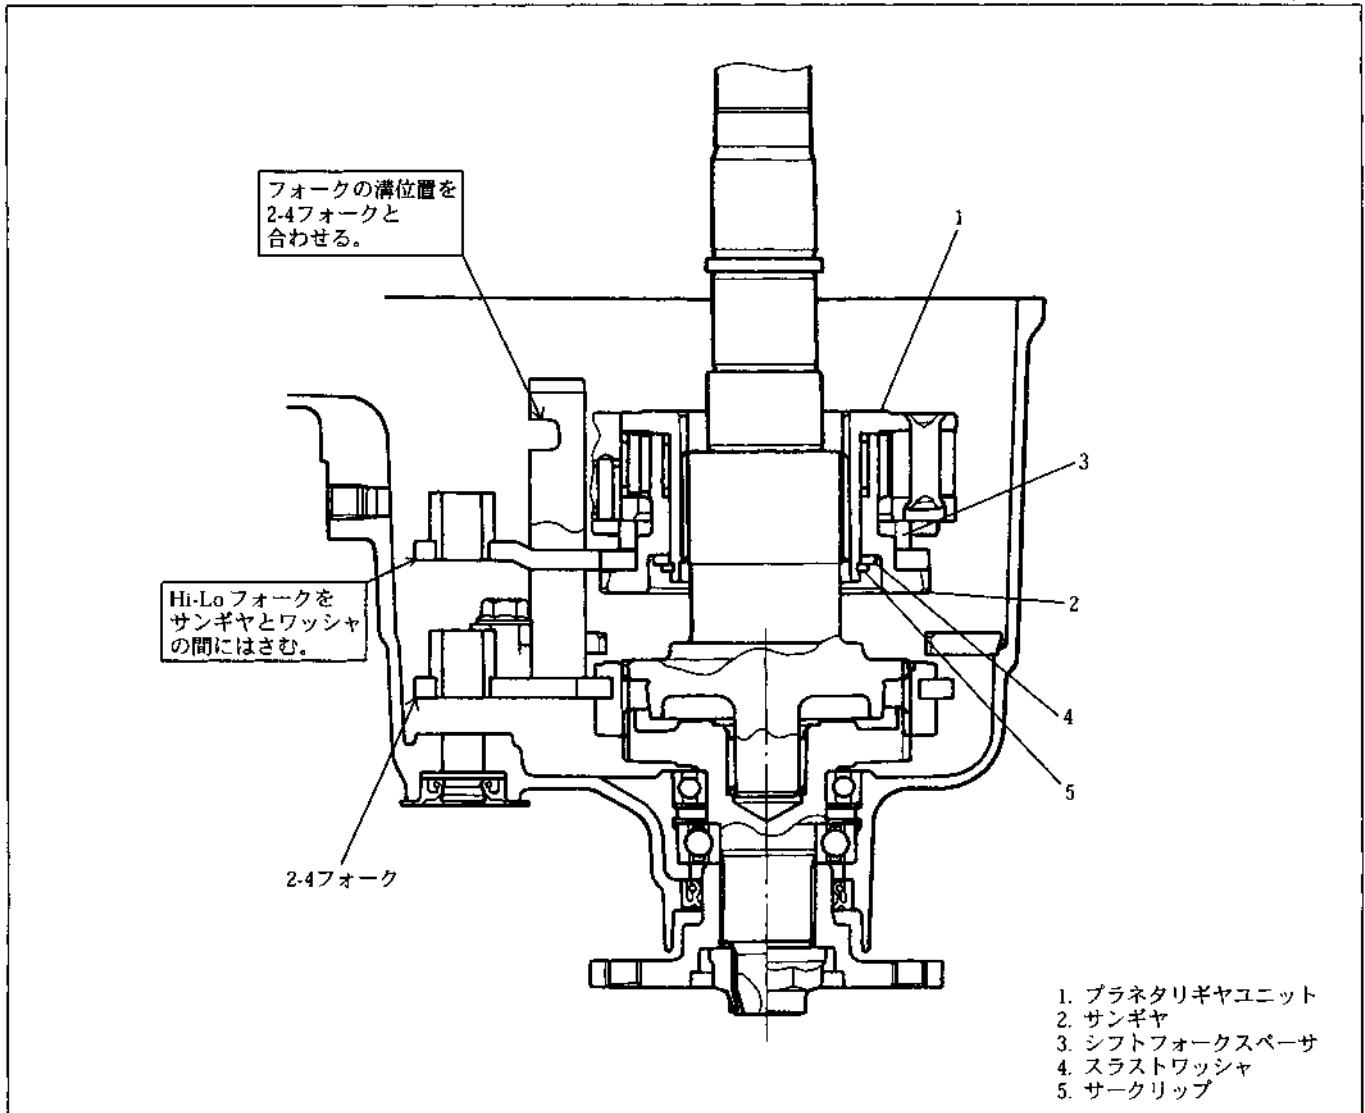 フォークの溝位置を
2-4フォークと
合わせる。
1
3
Hi-Loフォークを
サンギヤとワッシャ
の間にはさむ。
2
4
5
2-4フォーク
1. プラネタリギヤユニット
2. サンギヤ
3. シフトフォークスペーサ
4. スラストワッシャ
5. サークリップ